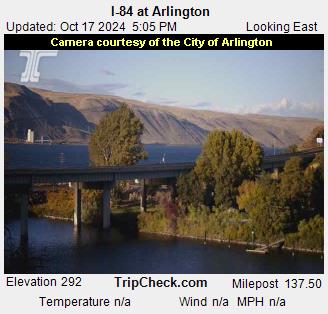 I-84 at Arlington
Updated: Oct 17 2024 5:05 PM Looking East
Camera courtesy of the City of Arlington
Elevation 292 TripCheck.com Milepost 137.50
Temperature n/a Wind n/a MPH n/a